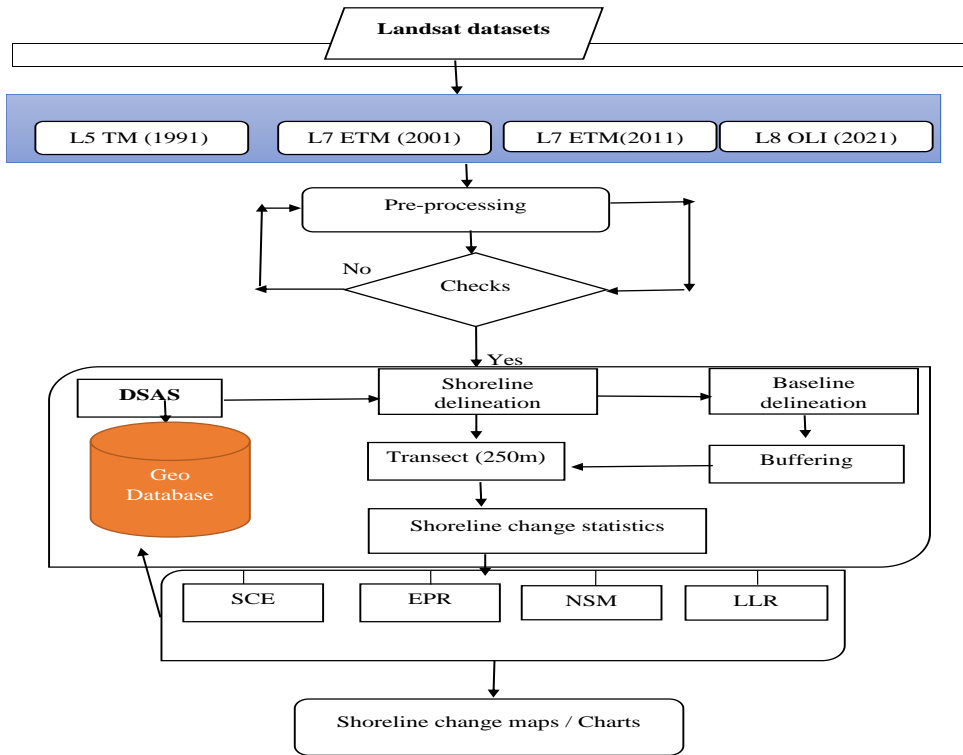 Landsat datasets
L5 TM (1991)
L7 ETM (2001)
L7 ETM(2011)
L8 OLI (2021)
Pre-processing
No
Checks
Yes
DSAS
Shoreline
delineation
Baseline
delineation
Geo
Database
Transect (250m)
Buffering
Shoreline change statistics
SCE
EPR
NSM
LLR
Shoreline change maps / Charts